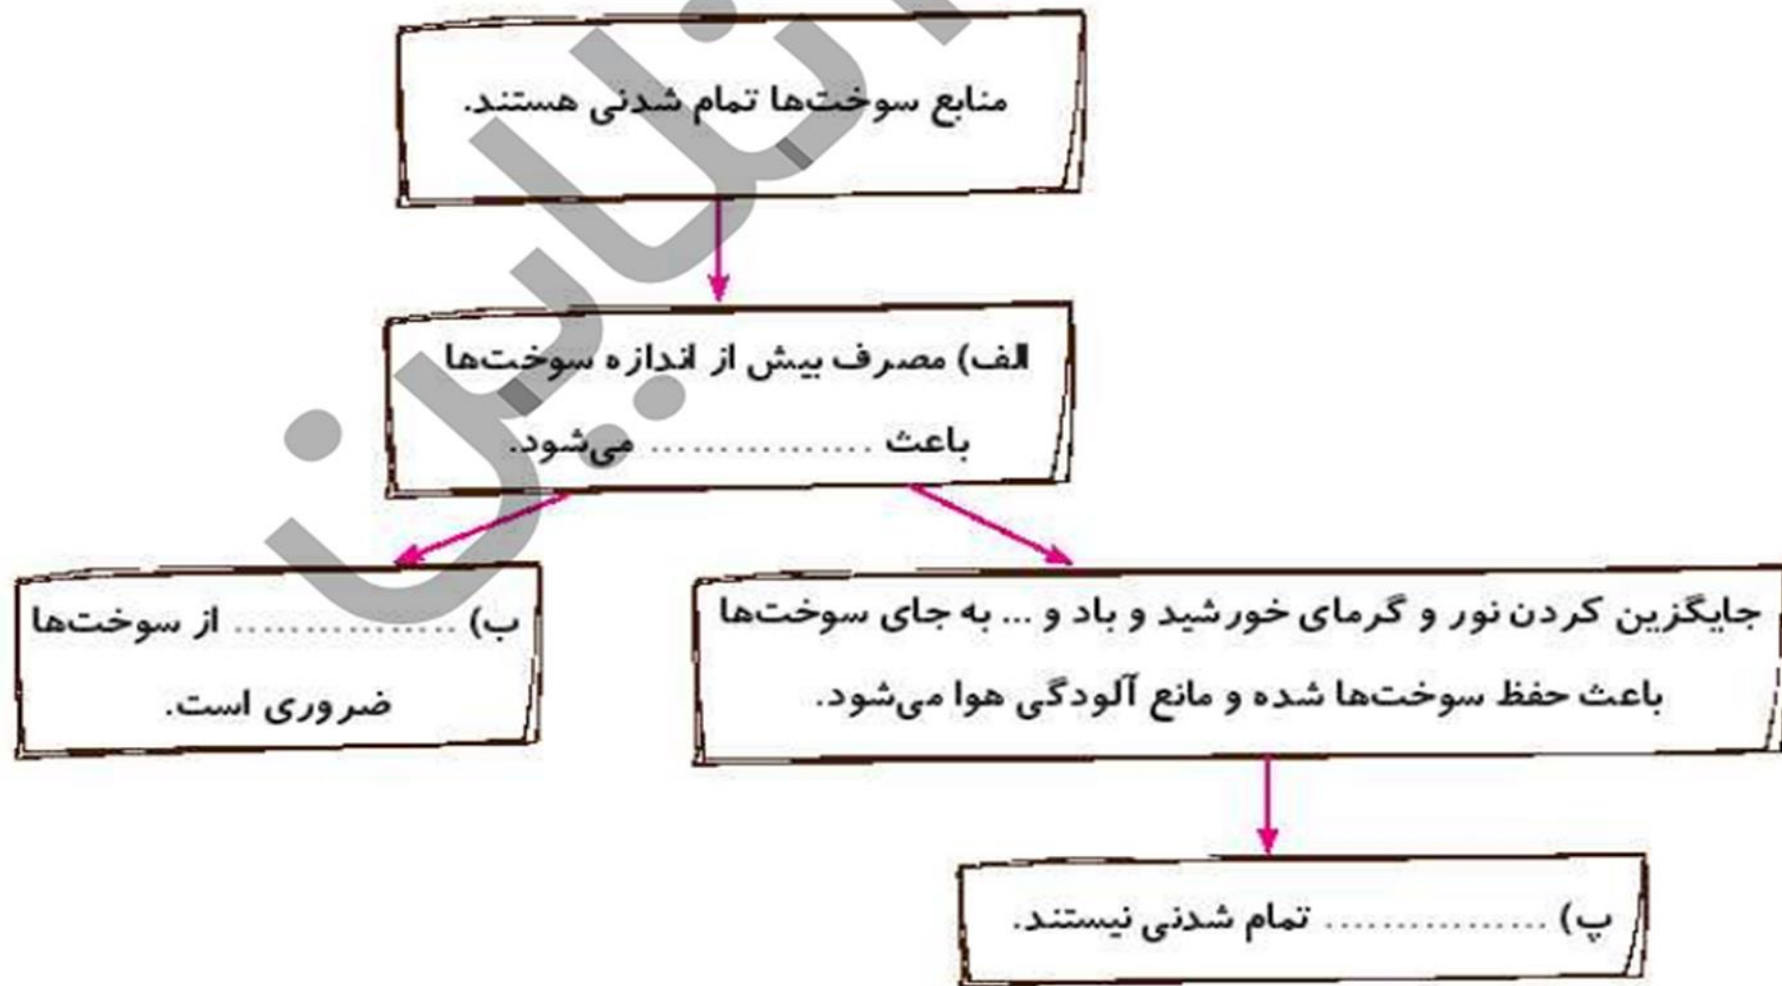 منابع سوخت‌ها تمام شدنی هستند.
الف) مصرف بیش از اندازه سوخت‌ها
باعث ................ می‌شود.
جایگزین کردن نور و گرمای خورشید و باد و ... به جای سوخت‌ها
باعث حفظ سوخت‌ها شده و مانع آلودگی هوا می‌شود.
ب) ................ از سوخت‌ها
ضروری است.
پ) ................ تمام شدنی نیستند.